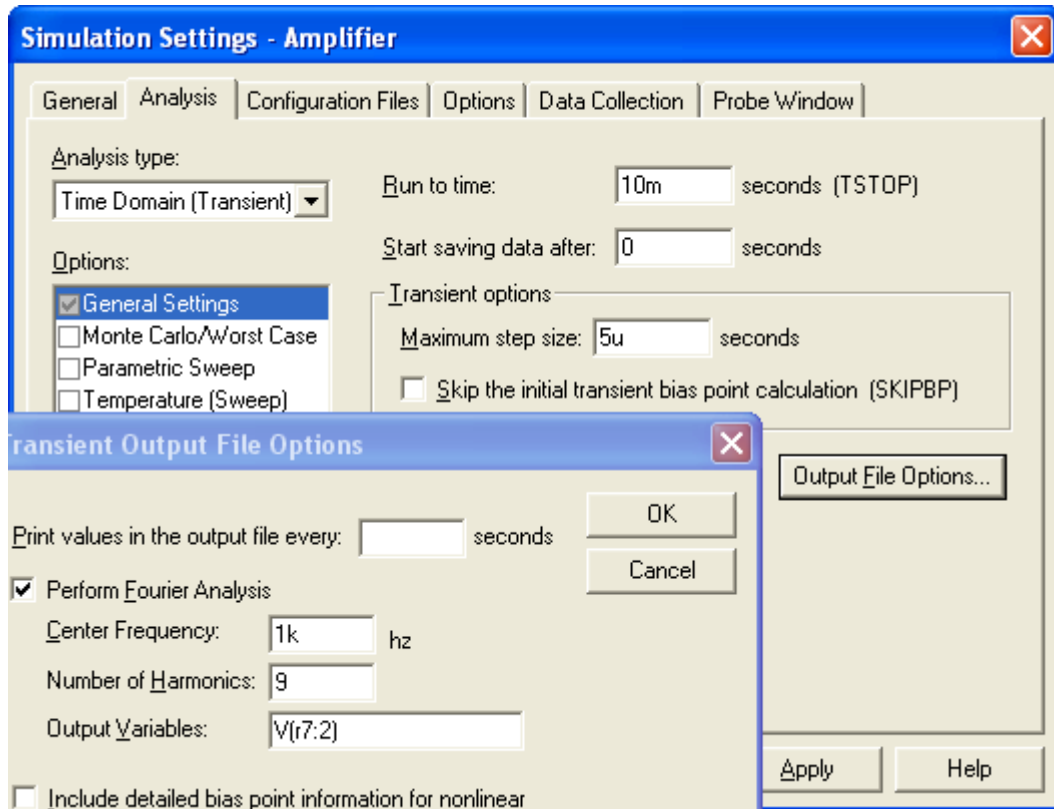 Simulation Settings - Amplifier
General Analysis Configuration Files Options Data Collection Probe Window
Analysis type:
Time Domain (Transient)
Run to time: 10m seconds (TSTOP)
Start saving data after: 0 seconds
Options:
General Settings
Monte Carlo/Worst Case
Parametric Sweep
Temperature (Sweep)
Transient options
Maximum step size: 5u seconds
Skip the initial transient bias point calculation (SKIPBP)
Output File Options...
Transient Output File Options
Print values in the output file every: seconds
OK
Cancel
Perform Fourier Analysis
Center Frequency: 1k hz
Number of Harmonics: 9
Output Variables: V(r7:2)
Include detailed bias point information for nonlinear
Apply Help